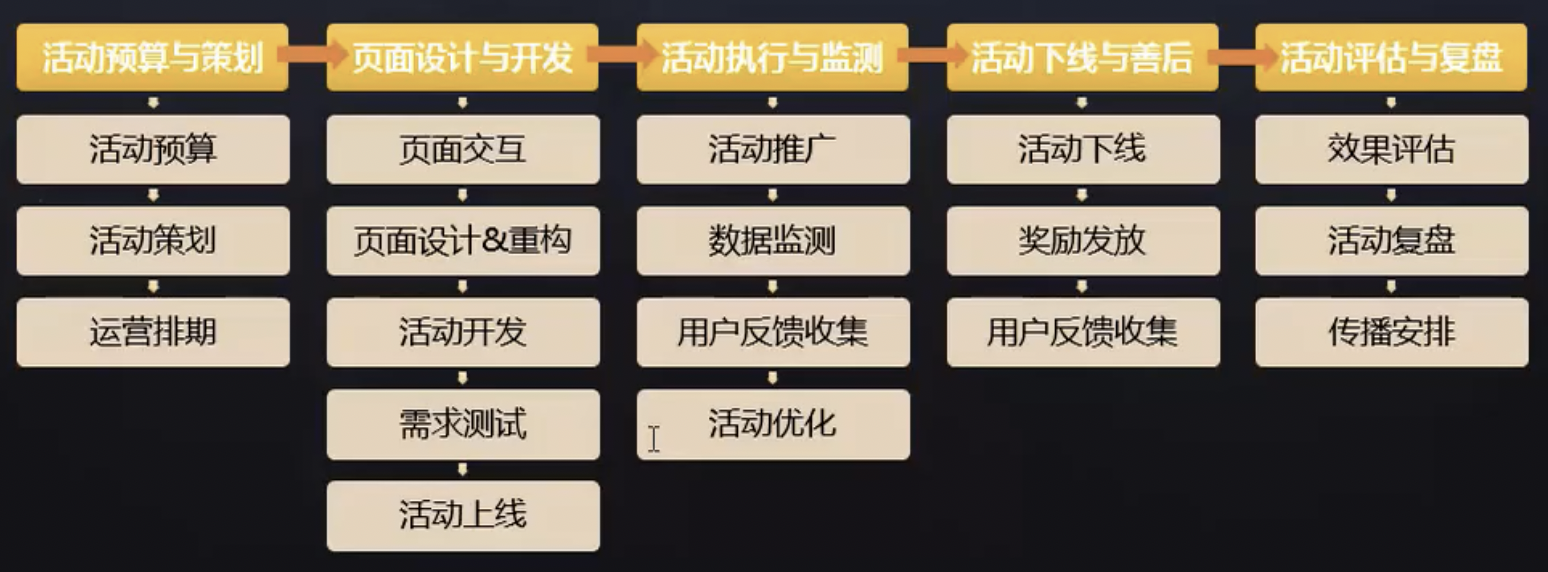 活动预算与策划
页面设计与开发
活动执行与监测
活动下线与善后
活动评估与复盘
活动预算
活动策划
运营排期
页面交互
页面设计&重构
活动开发
需求测试
活动上线
活动推广
数据监测
用户反馈收集
活动优化
活动下线
奖励发放
用户反馈收集
效果评估
活动复盘
传播安排